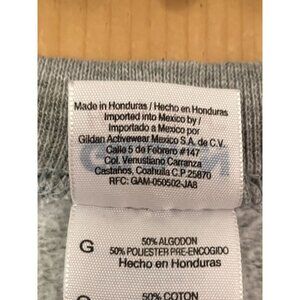 Made in Honduras / Hecho en Honduras
Imported into Mexico by /
Importado a Mexico por
Gildan Activewear Mexico S.A. de C.V.
Calle 5 de Febrero #147
Col. Venustiano Carranza
Castaños, Coahuila C.P. 25870
RFC: GAM-050502-JA8
G
50% ALGODON
50% POLIESTER PRE-ENCOGIDO
Hecho en Honduras
50% COTON